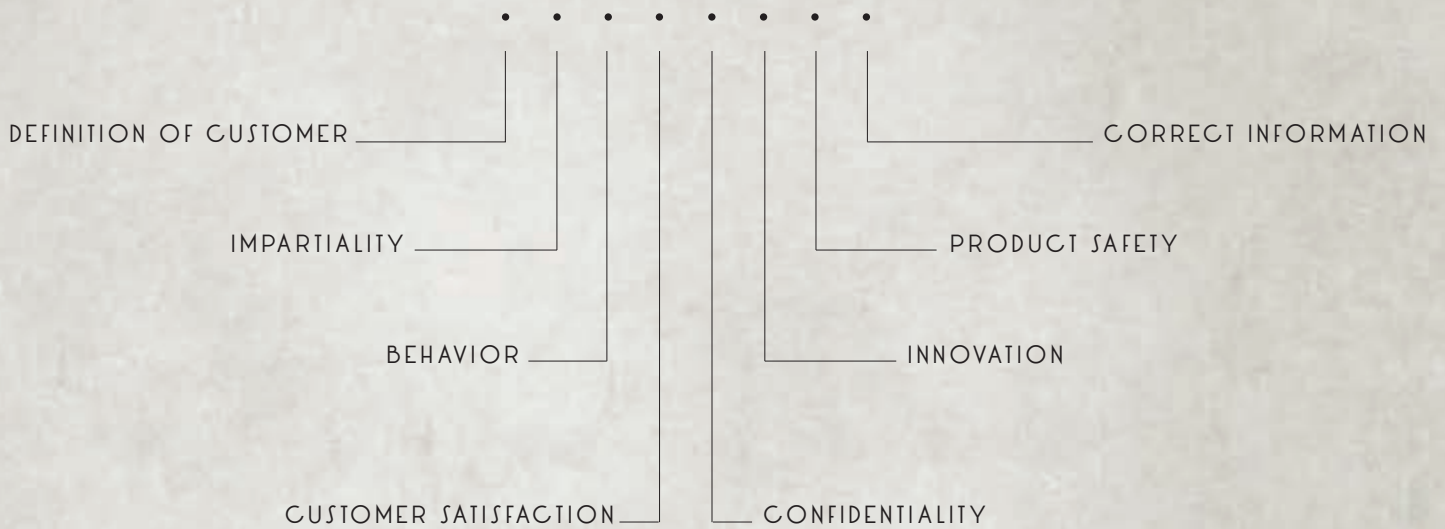 DEFINITION OF CUSTOMER
CORRECT INFORMATION
IMPARTIALITY
PRODUCT SAFETY
BEHAVIOR
INNOVATION
CUSTOMER SATISFACTION
CONFIDENTIALITY